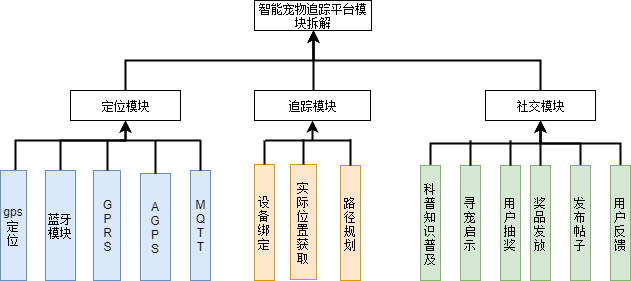 智能宠物追踪平台模
块拆解
定位模块
追踪模块
社交模块
gps
定位
蓝牙
模块
GPRS
AGPS
MQTT
设备绑定
实际位置获取
路径规划
科普知识普及
寻宠启示
用户抽奖
奖品发放
发布帖子
用户反馈